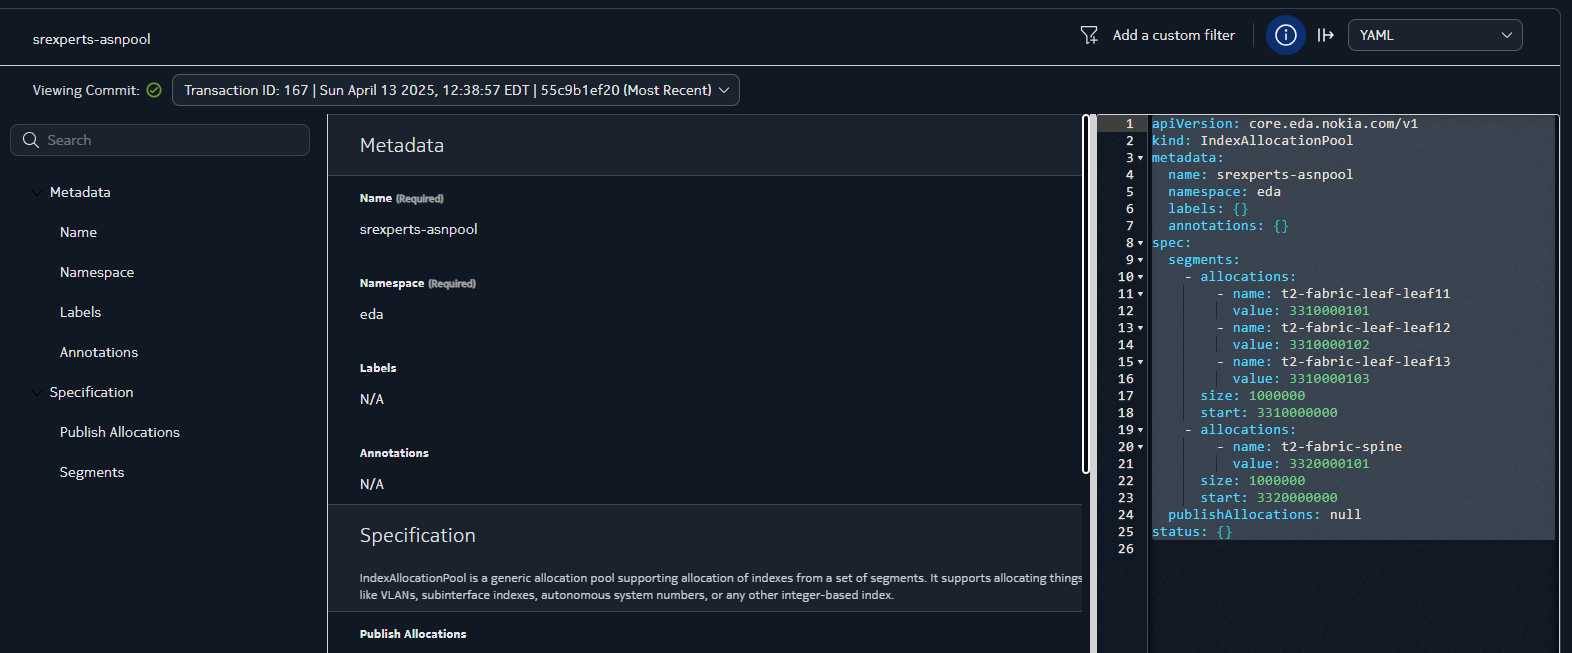 srexperts-asnpool
Add a custom filter
YAML
Viewing Commit:
Transaction ID: 167 | Sun April 13 2025, 12:38:57 EDT | 55c9b1ef20 (Most Recent)
Search
Metadata
Name
Namespace
Labels
Annotations
Specification
Publish Allocations
Segments
Metadata
Name (Required)
srexperts-asnpool
Namespace (Required)
eda
Labels
N/A
Annotations
N/A
Specification
IndexAllocationPool is a generic allocation pool supporting allocation of indexes from a set of segments. It supports allocating things
like VLANs, subinterface indexes, autonomous system numbers, or any other integer-based index.
Publish Allocations
1 apiVersion: core.eda.nokia.com/v1
2 kind: IndexAllocationPool
3 metadata:
4 name: srexperts-asnpool
5 namespace: eda
6 labels: {}
7 annotations: {}
8 spec:
9 segments:
10 - allocations:
11 - name: t2-fabric-leaf-leaf11
12 value: 3310000101
13 - name: t2-fabric-leaf-leaf12
14 value: 3310000102
15 - name: t2-fabric-leaf-leaf13
16 value: 3310000103
17 size: 1000000
18 start: 3310000000
19 - allocations:
20 - name: t2-fabric-spine
21 value: 3320000101
22 size: 1000000
23 start: 3320000000
24 publishAllocations: null
25 status: {}
26